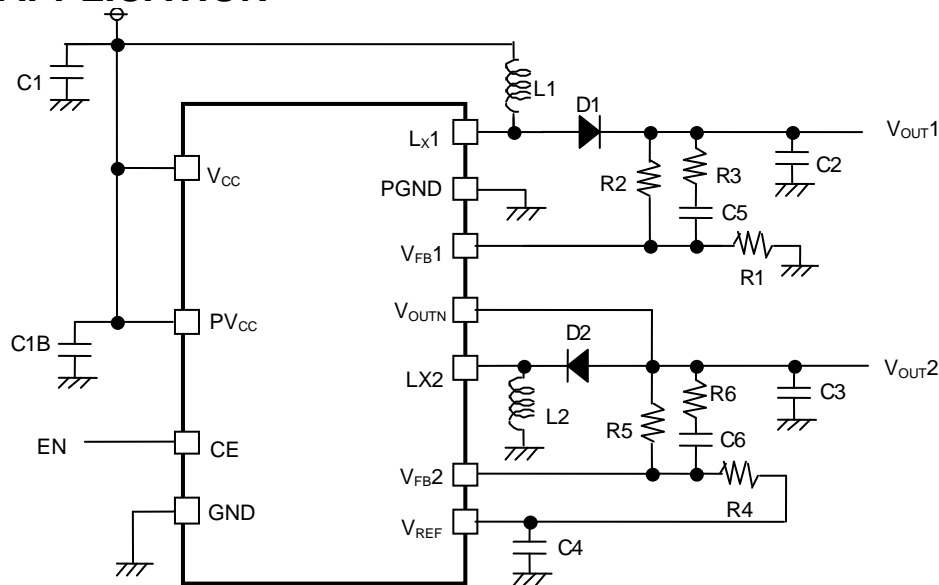 C1
L1
D1
LX1
VOUT1
VCC
R2
R3
C2
PGND
C5
VFB1
R1
VOUTN
C1B
PVCC
D2
LX2
VOUT2
R6
C3
L2
R5
C6
EN
CE
VFB2
R4
GND
VREF
C4